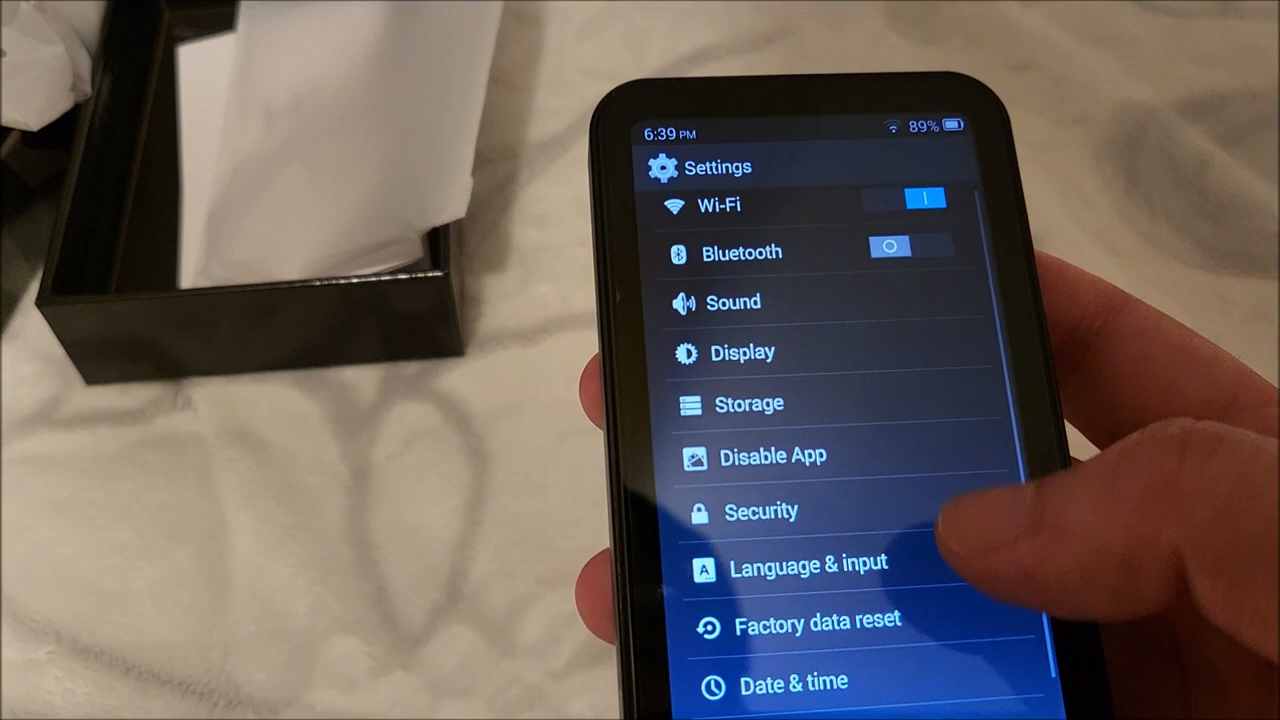 6:39 PM 89%
Settings
Wi-Fi
Bluetooth
Sound
Display
Storage
Disable App
Security
Language & input
Factory data reset
Date & time